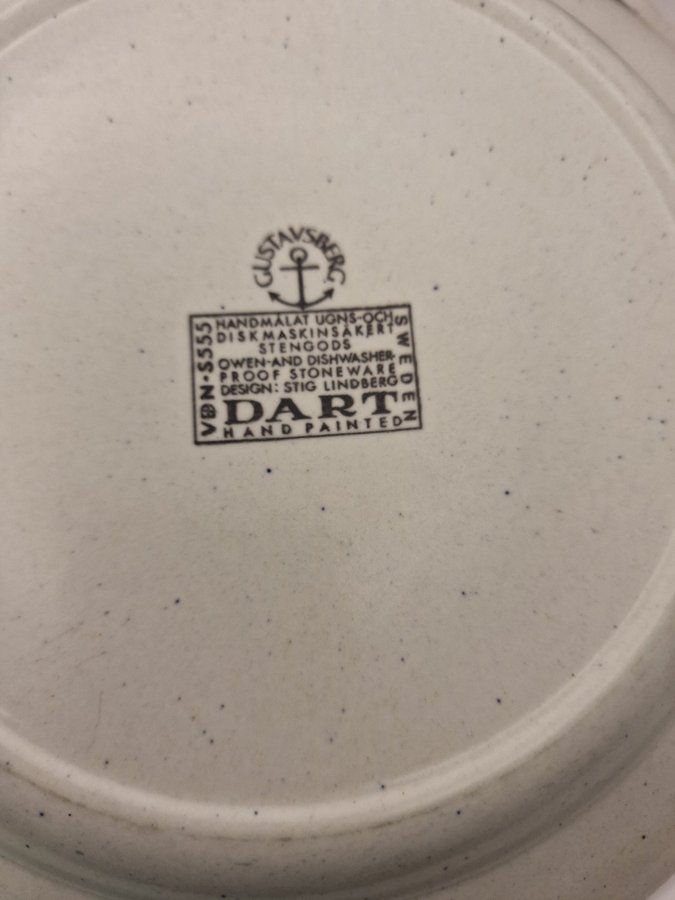 GUSTAVSBERG
HANDMÅLAT UGNS-OCH
DISKMASKINSÄKERT
STENGODS
OWEN-AND DISHWASHER-
PROOF STONEWARE
DESIGN: STIG LINDBERG
DART
HAND PAINTED
VDN·S555
SWEDEN